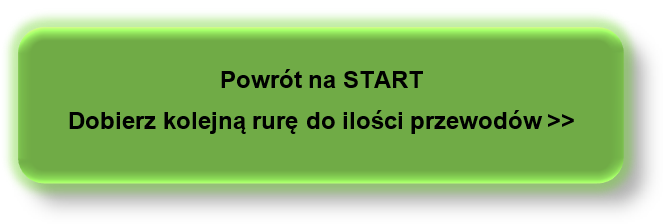 Powrót na START
Dobierz kolejną rurę do ilości przewodów >>